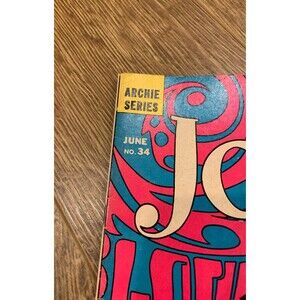 ARCHIE
SERIES
JUNE
NO. 34
Jo